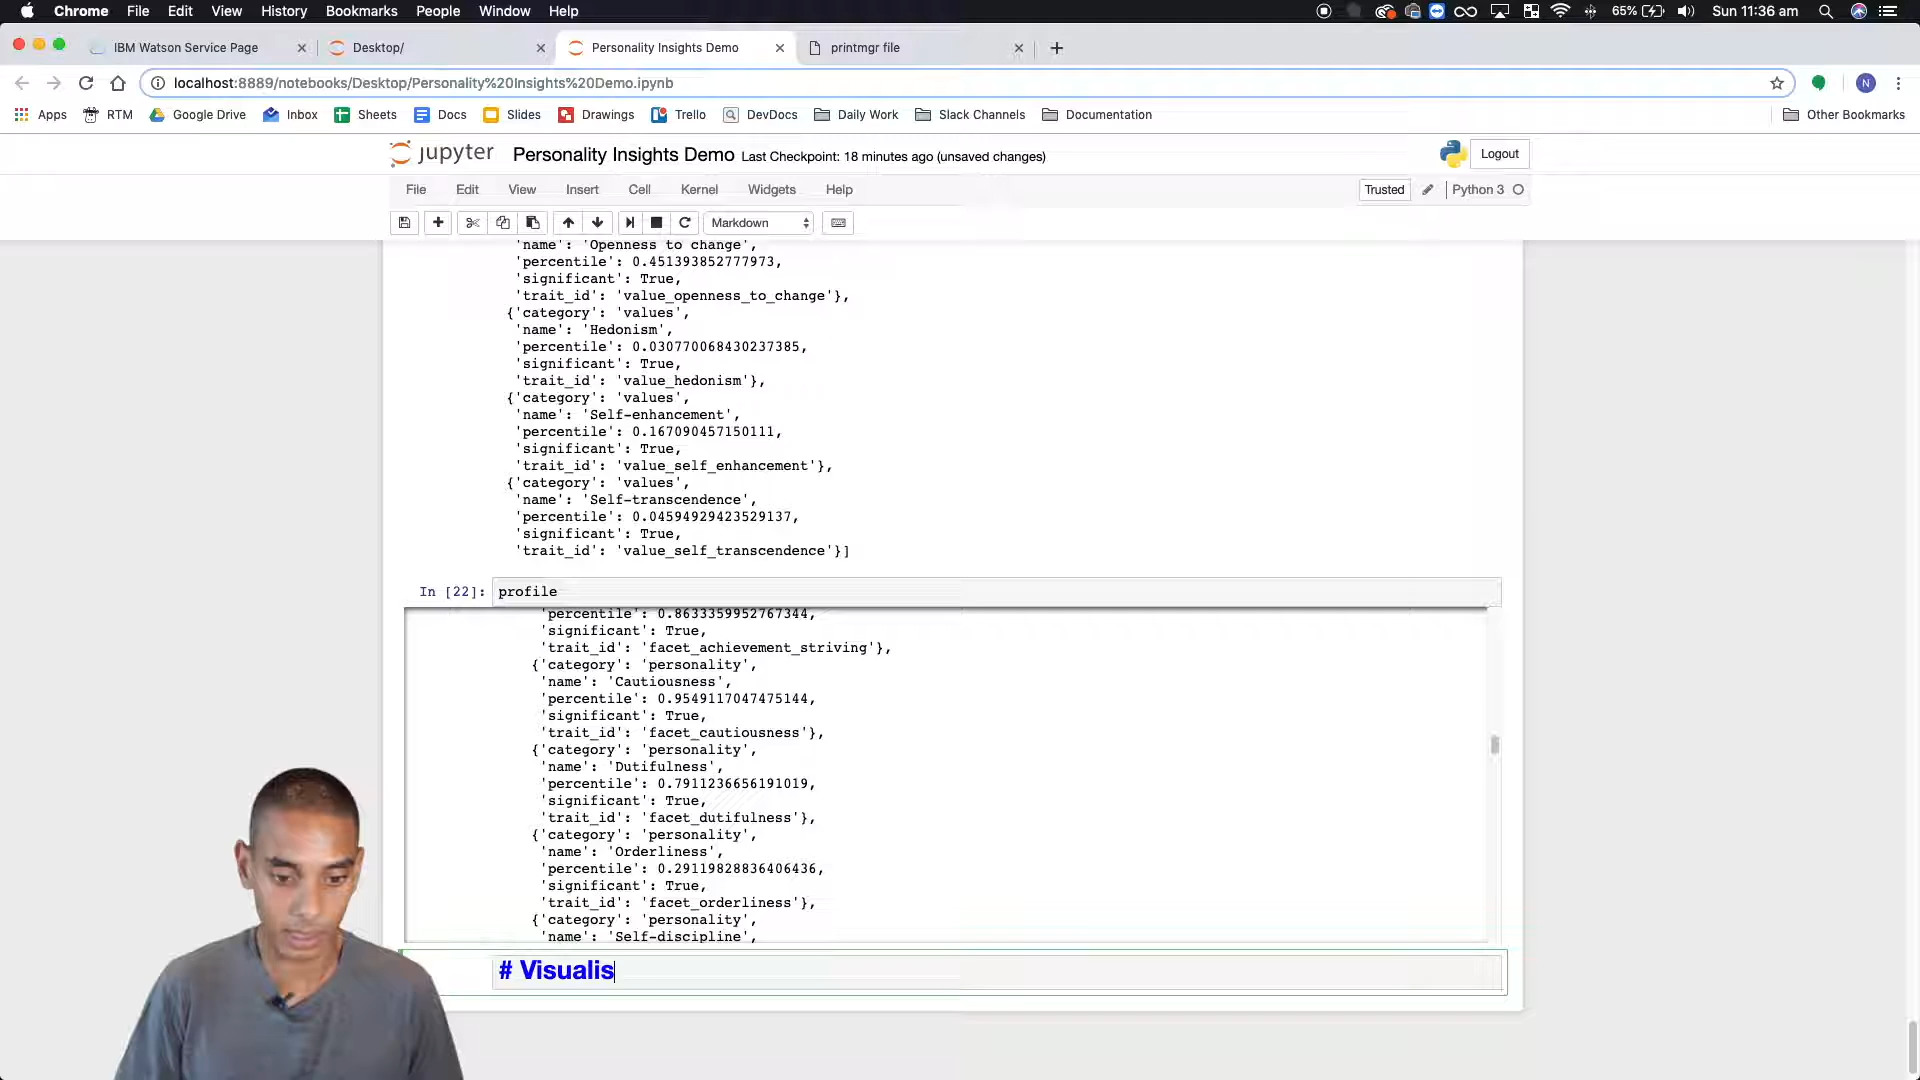 Chrome File Edit View History Bookmarks People Window Help
65% Sun 11:36 am
IBM Watson Service Page
Desktop/
Personality Insights Demo
printmgr file
localhost:8889/notebooks/Desktop/Personality%20Insights%20Demo.ipynb
N
Apps RTM Google Drive Inbox Sheets Docs Slides Drawings Trello DevDocs Daily Work Slack Channels Documentation Other Bookmarks
jupyter Personality Insights Demo Last Checkpoint: 18 minutes ago (unsaved changes) Logout
File Edit View Insert Cell Kernel Widgets Help Trusted Python 3
Markdown
'name': 'Openness to change',
'percentile': 0.451393852777973,
'significant': True,
'trait_id': 'value_openness_to_change'},
{'category': 'values',
'name': 'Hedonism',
'percentile': 0.030770068430237385,
'significant': True,
'trait_id': 'value_hedonism'},
{'category': 'values',
'name': 'Self-enhancement',
'percentile': 0.167090457150111,
'significant': True,
'trait_id': 'value_self_enhancement'},
{'category': 'values',
'name': 'Self-transcendence',
'percentile': 0.04594929423529137,
'significant': True,
'trait_id': 'value_self_transcendence'}]
In [22]: profile
'percentile': 0.8633359952767344,
'significant': True,
'trait_id': 'facet_achievement_striving'},
{'category': 'personality',
'name': 'Cautiousness',
'percentile': 0.9549117047475144,
'significant': True,
'trait_id': 'facet_cautiousness'},
{'category': 'personality',
'name': 'Dutifulness',
'percentile': 0.7911236656191019,
'significant': True,
'trait_id': 'facet_dutifulness'},
{'category': 'personality',
'name': 'Orderliness',
'percentile': 0.29119828836406436,
'significant': True,
'trait_id': 'facet_orderliness'},
{'category': 'personality',
'name': 'Self-discipline',
# Visualis